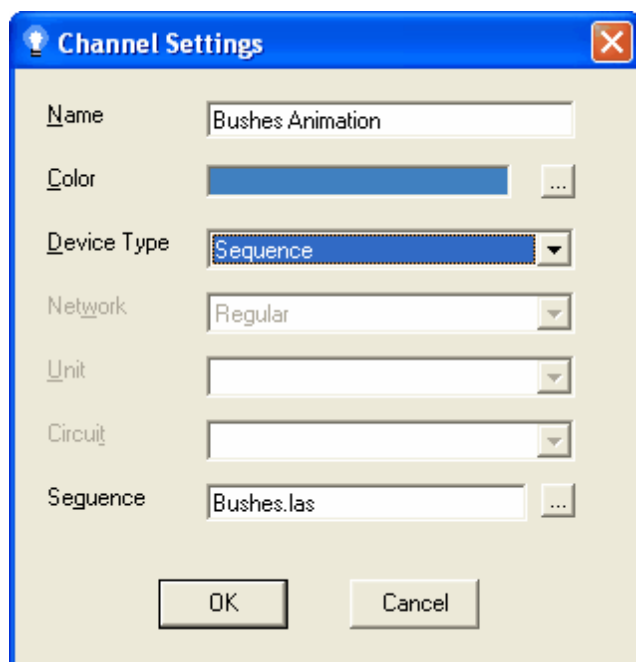 Channel Settings
Name
Bushes Animation
Color
...
Device Type
Sequence
Network
Regular
Unit
Circuit
Sequence
Bushes.las
...
OK
Cancel